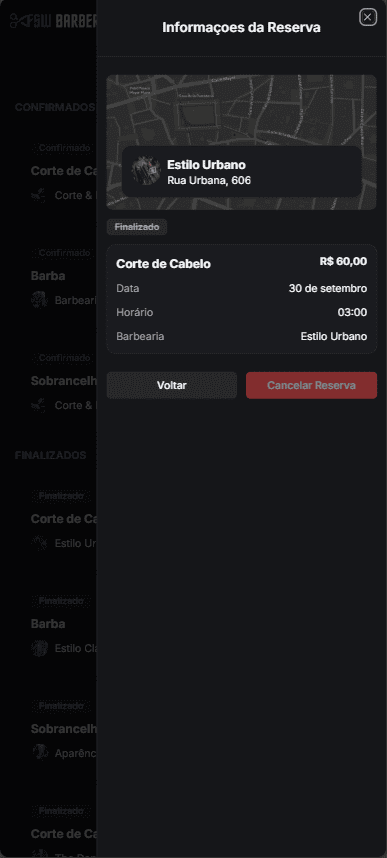 FSW BARBER
Informaçoes da Reserva
Estilo Urbano
Rua Urbana, 606
Finalizado
Corte de Cabelo
R$ 60,00
Data
30 de setembro
Horário
03:00
Barbearia
Estilo Urbano
Voltar
Cancelar Reserva
CONFIRMADOS
Confirmado
Corte de Ca
Corte &
Confirmado
Barba
Barbeari
Confirmado
Sobrancelh
Corte &
FINALIZADOS
Finalizado
Corte de Ca
Estilo Ur
Finalizado
Barba
Estilo Cl
Finalizado
Sobrancelh
Aparênc
Finalizado
Corte de Ca